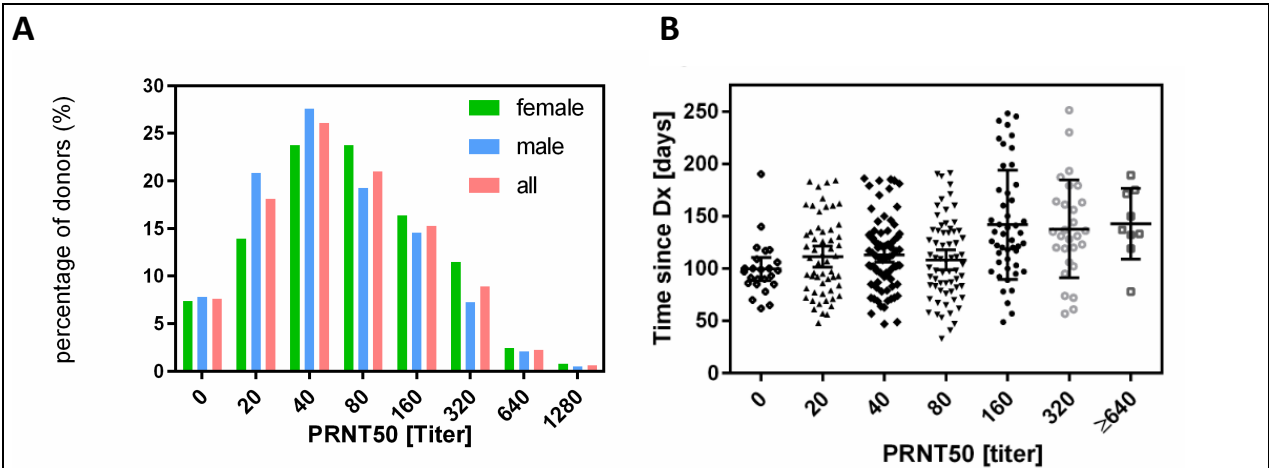 A
B
percentage of donors (%)
30
25
20
15
10
5
0
female
male
all
0 20 40 80 160 320 640 1280
PRNT50 [Titer]
Time since Dx [days]
250
200
150
100
50
0
0 20 40 80 160 320 ≥640
PRNT50 [titer]